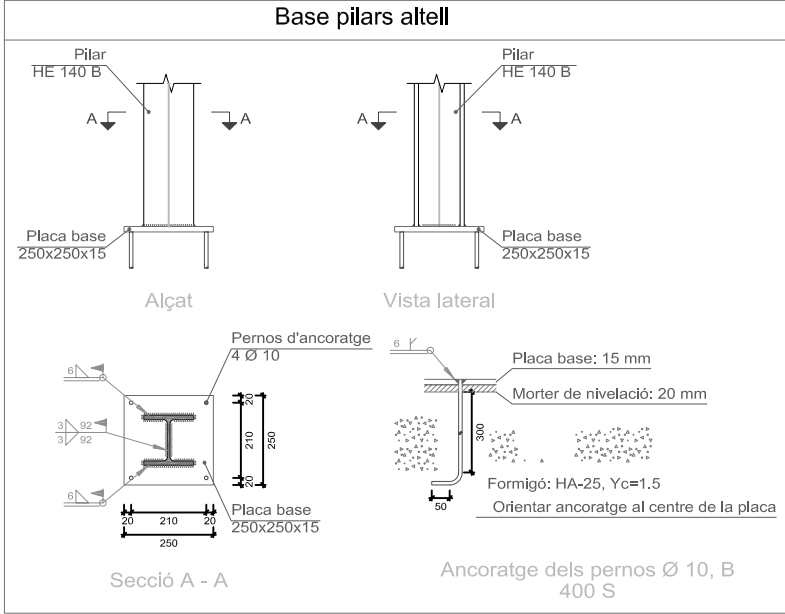 Base pilars altell
Pilar
HE 140 B
A
A
Placa base
250x250x15
Alçat
Pilar
HE 140 B
A
A
Placa base
250x250x15
Vista lateral
6
3
92
3
92
6
Pernos d'ancoratge
4 Ø 10
20
210
20
250
20
210
20
250
Placa base
250x250x15
Secció A - A
6
Placa base: 15 mm
Morter de nivelació: 20 mm
300
50
Formigó: HA-25, Yc=1.5
Orientar ancoratge al centre de la placa
Ancoratge dels pernos Ø 10, B
400 S